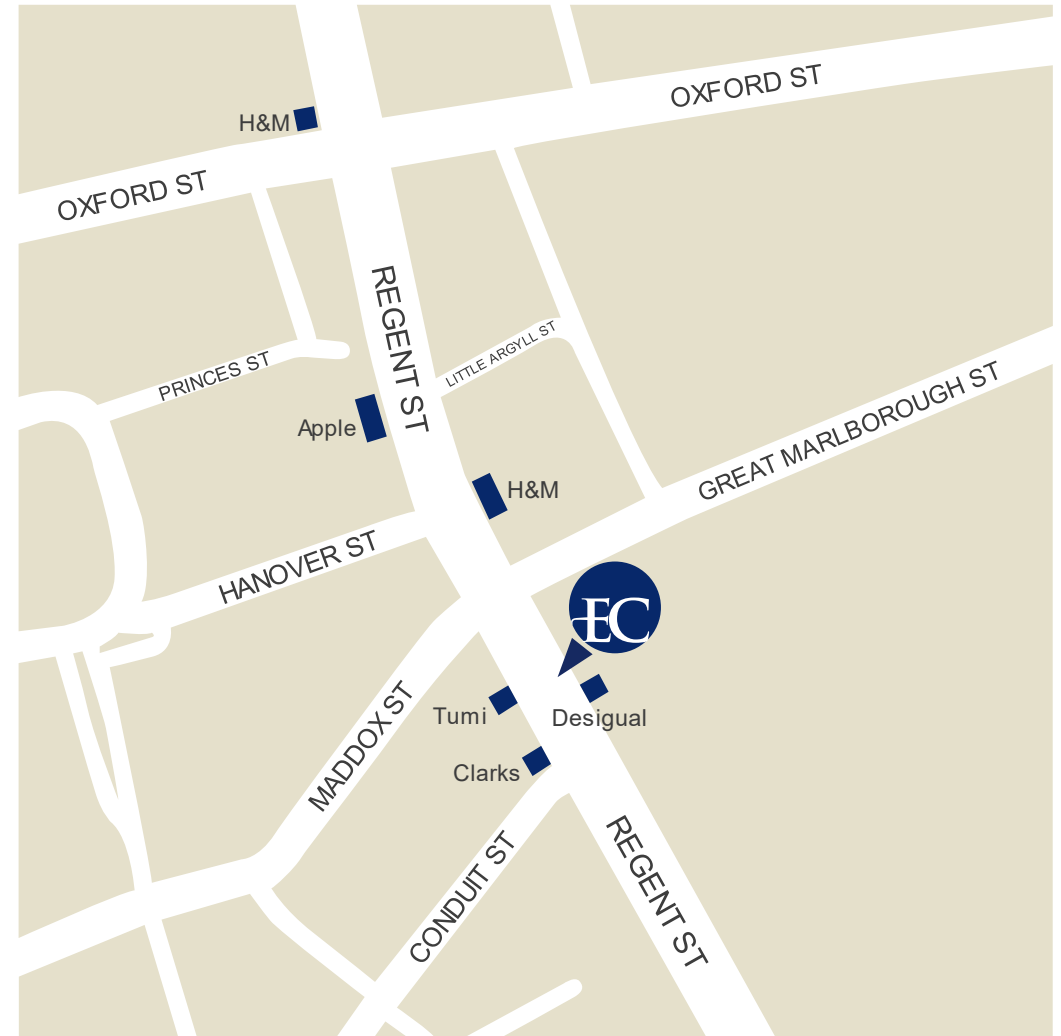 OXFORD ST
H&M
OXFORD ST
REGENT ST
LITTLE ARGYLL ST
PRINCES ST
GREAT MARLBOROUGH ST
Apple
H&M
HANOVER ST
EC
MADDOX ST
Tumi
Desigual
Clarks
REGENT ST
CONDUIT ST